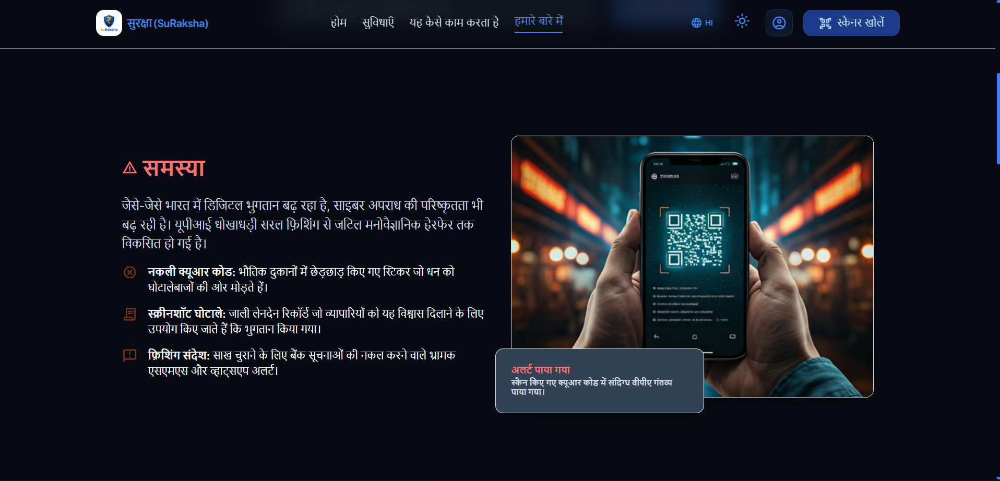 SuRaksha
सुरक्षा (SuRaksha)
होम
सुविधाएँ
यह कैसे काम करता है
हमारे बारे में
HI
स्कैनर खोलें
समस्या
जैसे-जैसे भारत में डिजिटल भुगतान बढ़ रहा है, साइबर अपराध की परिष्कृतता भी
बढ़ रही है। यूपीआई धोखाधड़ी सरल फ़िशिंग से जटिल मनोवैज्ञानिक हेरफेर तक
विकसित हो गई है।
नकली क्यूआर कोड: भौतिक दुकानों में छेड़छाड़ किए गए स्टिकर जो धन को
घोटालेबाजों की ओर मोड़ते हैं।
स्क्रीनशॉट घोटाले: जाली लेनदेन रिकॉर्ड जो व्यापारियों को यह विश्वास दिलाने के लिए
उपयोग किए जाते हैं कि भुगतान किया गया।
फ़िशिंग संदेश: साख चुराने के लिए बैंक सूचनाओं की नकल करने वाले भ्रामक
एसएमएस और व्हाट्सएप अलर्ट।
अलर्ट पाया गया
स्कैन किए गए क्यूआर कोड में संदिग्ध वीपीए गंतव्य
पाया गया।